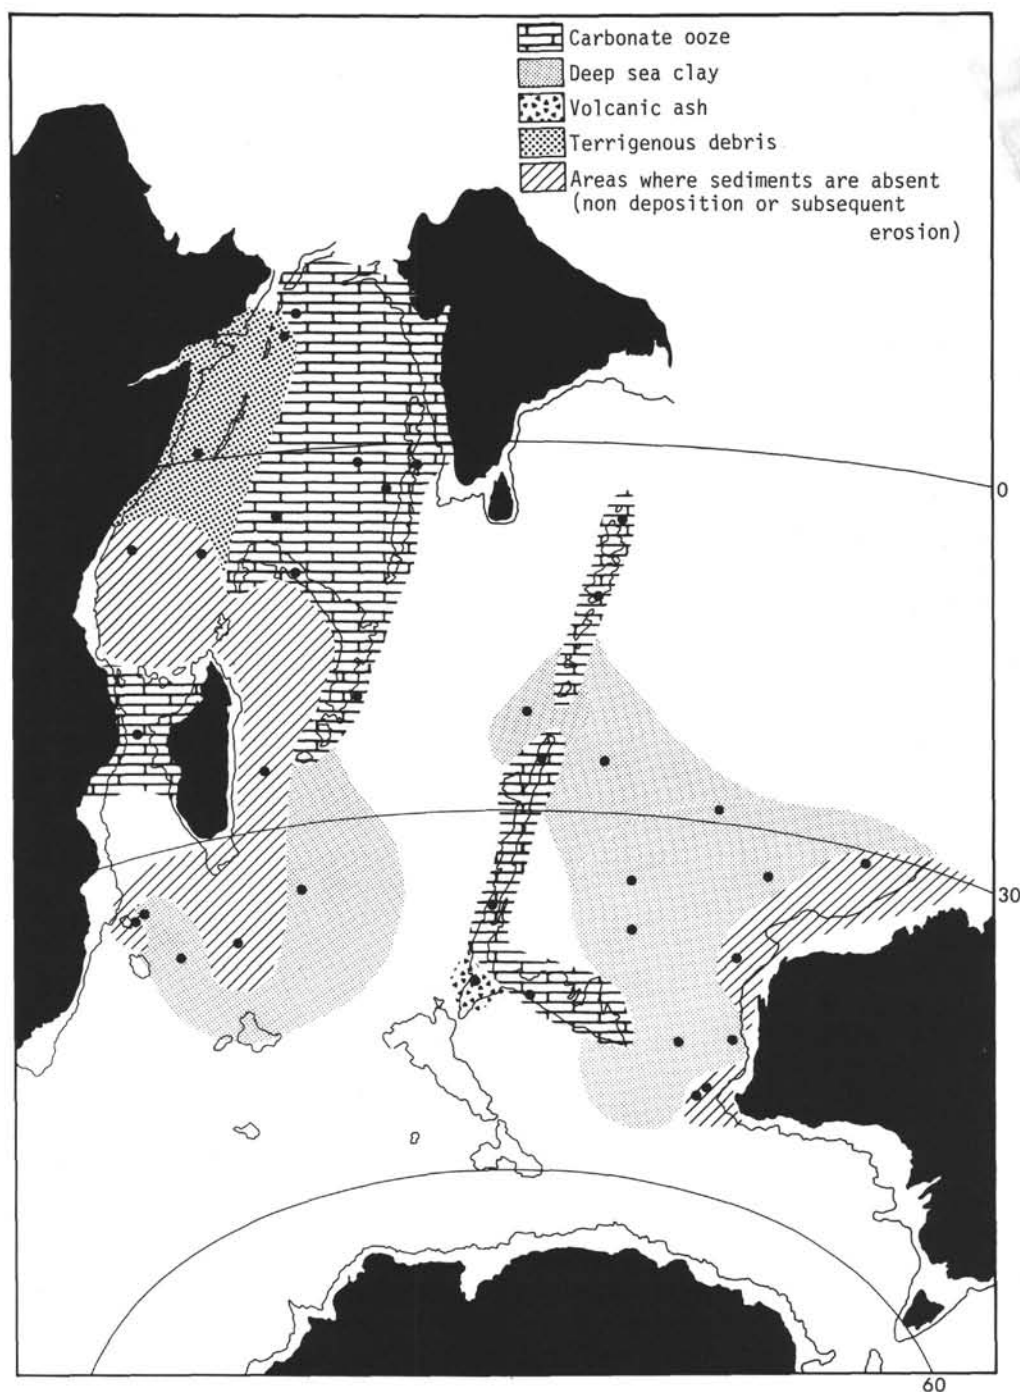 Carbonate ooze
Deep sea clay
Volcanic ash
Terrigenous debris
Areas where sediments are absent
(non deposition or subsequent
erosion)
0
30
60